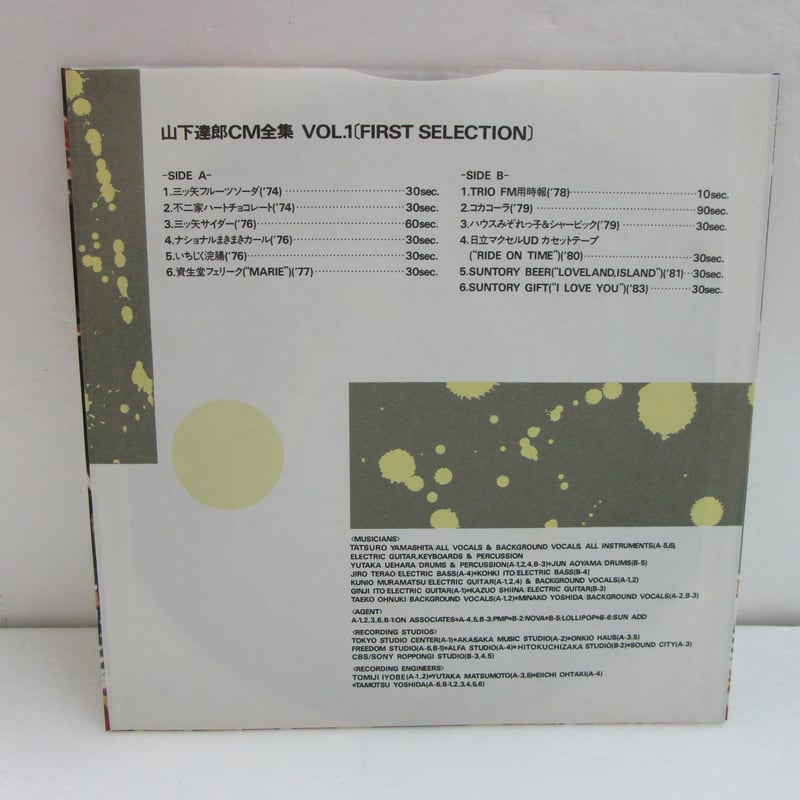 山下達郎CM全集 VOL.1〔FIRST SELECTION〕
-SIDE A-
1.三ツ矢フルーツソーダ('74)……30sec.
2.不二家ハートチョコレート('74)……30sec.
3.三ツ矢サイダー('76)……60sec.
4.ナショナルまきまきカール('76)……30sec.
5.いちじく浣腸('76)……30sec.
6.資生堂フェリーク("MARIE")('77)……30sec.
-SIDE B-
1.TRIO FM用時報('78)……10sec.
2.コカコーラ('79)……90sec.
3.ハウスみぞれっ子&シャービック('79)……30sec.
4.日立マクセルUD カセットテープ
("RIDE ON TIME")('80)……30sec.
5.SUNTORY BEER("LOVELAND,ISLAND")('81)…30sec.
6.SUNTORY GIFT("I LOVE YOU")('83)……30sec.
〈MUSICIANS〉
TATSURO YAMASHITA:ALL VOCALS & BACKGROUND VOCALS, ALL INSTRUMENTS(A-5,6),
ELECTRIC GUITAR,KEYBOARDS & PERCUSSION
YUTAKA UEHARA DRUMS & PERCUSSION(A-1,2,4,B-3)*JUN AOYAMA DRUMS(B-5)
JIRO TERAO ELECTRIC BASS(A-4)*KOHKI ITO:ELECTRIC BASS(B-4)
KUNIO MURAMATSU ELECTRIC GUITAR(A-1,2,4) & BACKGROUND VOCALS(A-1,2)
GINJI ITO ELECTRIC GUITAR(A-1)*KAZUO SHIINA:ELECTRIC GUITAR(B-3)
TAEKO OHNUKI BACKGROUND VOCALS(A-1,2)*MINAKO YOSHIDA BACKGROUND VOCALS(A-2.B-3)
〈AGENT〉
A-1,2,3,6,B-1:ON ASSOCIATES*A-4,5,B-3:PMP*B-2:NOVA*B-5:LOLLIPOP*B-6:SUN ADD
〈RECORDING STUDIOS〉
TOKYO STUDIO CENTER(A-1)*AKASAKA MUSIC STUDIO(A-2)*ONKIO HAUS(A-3,5)
FREEDOM STUDIO(A-6,B-1)*ALFA STUDIO(A-4)*HITOKUCHIZAKA STUDIO(B-2)*SOUND CITY(A-3)
CBS/SONY ROPPONGI STUDIO(B-3,4,5)
〈RECORDING ENGINEERS〉
TOMIJI IYOBE(A-1,2)*YUTAKA MATSUMOTO(A-3,5)*EIICHI OHTAKI(A-4)
*TAMOTSU YOSHIDA(A-6,B-1,2,3,4,5,6)